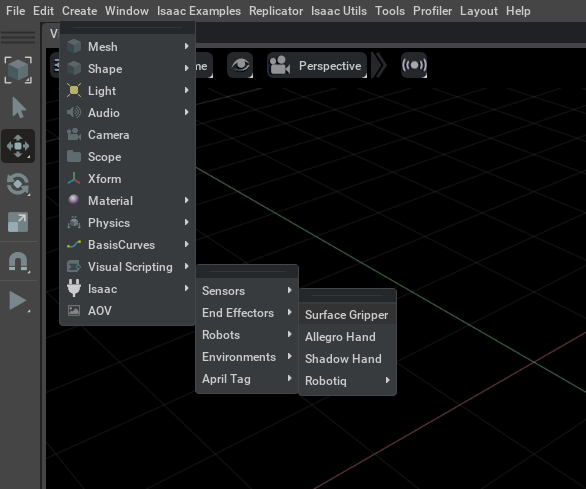 File Edit Create Window Isaac Examples Replicator Isaac Utils Tools Profiler Layout Help
V
me Perspective
Mesh
Shape
Light
Audio
Camera
Scope
Xform
Material
Physics
BasisCurves
Visual Scripting
Isaac
AOV
Sensors
End Effectors
Robots
Environments
April Tag
Surface Gripper
Allegro Hand
Shadow Hand
Robotiq